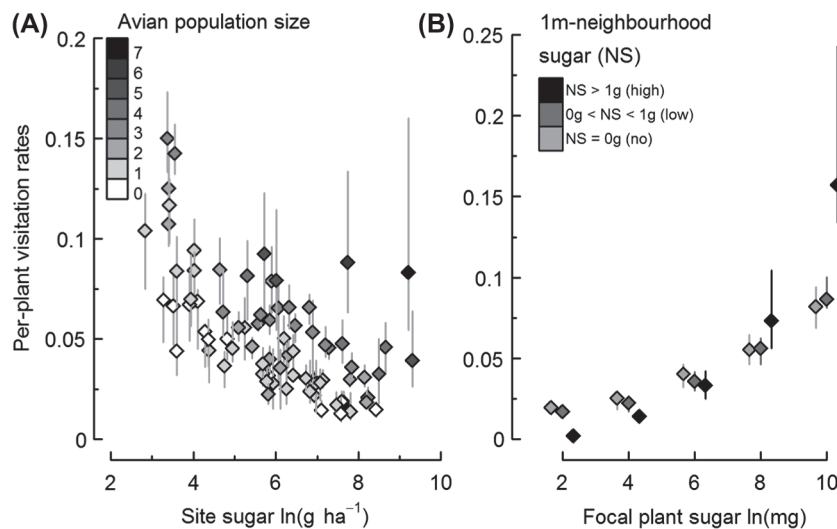 (A) Avian population size
0.2
0.15
0.1
0.05
0
Per-plant visitation rates
7
6
5
4
3
2
1
0
2 4 6 8 10
Site sugar ln(g ha⁻¹)
(B) 1m-neighbourhood
sugar (NS)
NS > 1g (high)
0g < NS < 1g (low)
NS = 0g (no)
0.25
0.2
0.15
0.1
0.05
0
2 4 6 8 10
Focal plant sugar ln(mg)